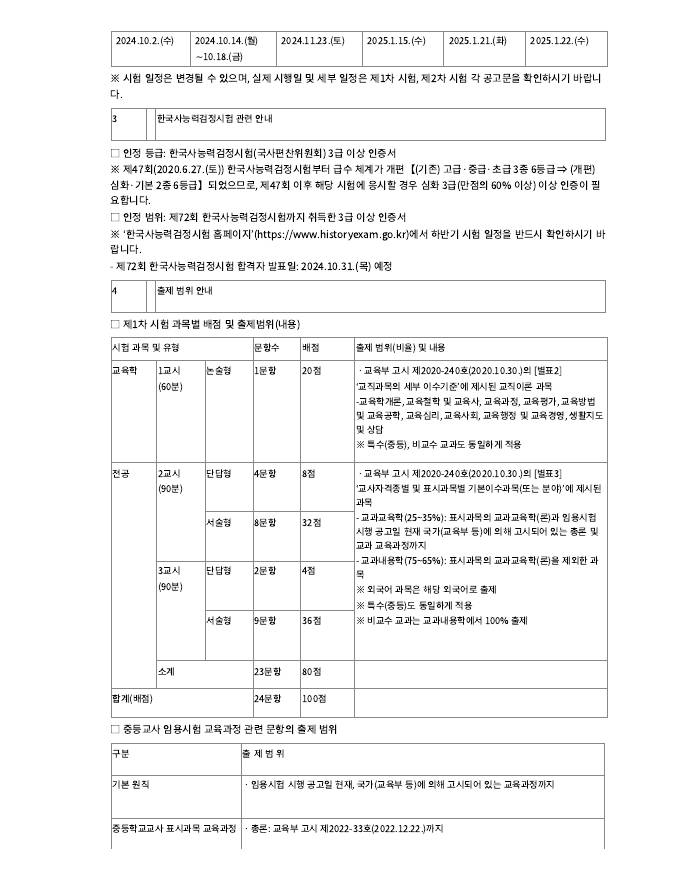 2024.10.2.(수) 2024.10.14.(월) 2024.11.23.(토) 2025.1.15.(수) 2025.1.21.(화) 2025.1.22.(수)
~10.18.(금)
※ 시험 일정은 변경될 수 있으며, 실제 시행일 및 세부 일정은 제1차 시험, 제2차 시험 각 공고문을 확인하시기 바랍니
다.
3 한국사능력검정시험 관련 안내
□ 인정 등급: 한국사능력검정시험(국사편찬위원회) 3급 이상 인증서
※ 제47회(2020.6.27.(토)) 한국사능력검정시험부터 급수 체계가 개편 【(기존) 고급·중급·초급 3종 6등급⇒ (개편)
심화·기본 2종 6등급】 되었으므로, 제47회 이후 해당 시험에 응시할 경우 심화 3급(만점의 60% 이상) 이상 인증이 필
요합니다.
□ 인정 범위: 제72회 한국사능력검정시험까지 취득한 3급 이상 인증서
※ ‘한국사능력검정시험 홈페이지’(https://www.historyexam.go.kr)에서 하반기 시험 일정을 반드시 확인하시기 바
랍니다.
- 제72회 한국사능력검정시험 합격자 발표일: 2024.10.31.(목) 예정
4 출제 범위 안내
□ 제1차 시험 과목별 배점 및 출제범위(내용)
시험 과목 및 유형 문항수 배점 출제 범위(비율) 및 내용
교육학 1교시 논술형 1문항 20점 · 교육부 고시 제2020-240호(2020.10.30.)의 [별표2]
(60분) ‘교직과목의 세부 이수기준’에 제시된 교직이론 과목
-교육학개론, 교육철학 및 교육사, 교육과정, 교육평가, 교육방법
및 교육공학, 교육심리, 교육사회, 교육행정 및 교육경영, 생활지도
및 상담
※ 특수(중등), 비교수 교과도 동일하게 적용
전공 2교시 단답형 4문항 8점 · 교육부 고시 제2020-240호(2020.10.30.)의 [별표3]
(90분) ‘교사자격종별 및 표시과목별 기본이수과목(또는 분야)’에 제시된
과목
서술형 8문항 32점 - 교과교육학(25~35%): 표시과목의 교과교육학(론)과 임용시험
시행 공고일 현재 국가(교육부 등)에 의해 고시되어 있는 총론 및
교과 교육과정까지
3교시 단답형 2문항 4점 - 교과내용학(75~65%): 표시과목의 교과교육학(론)을 제외한 과
목
(90분) ※ 외국어 과목은 해당 외국어로 출제
※ 특수(중등)도 동일하게 적용
서술형 9문항 36점 ※ 비교수 교과는 교과내용학에서 100% 출제
소계 23문항 80점
합계(배점) 24문항 100점
□ 중등교사 임용시험 교육과정 관련 문항의 출제 범위
구분 출 제 범 위
기본 원칙 · 임용시험 시행 공고일 현재, 국가(교육부 등)에 의해 고시되어 있는 교육과정까지
중등학교교사 표시과목 교육과정 · 총론: 교육부 고시 제2022-33호(2022.12.22.)까지